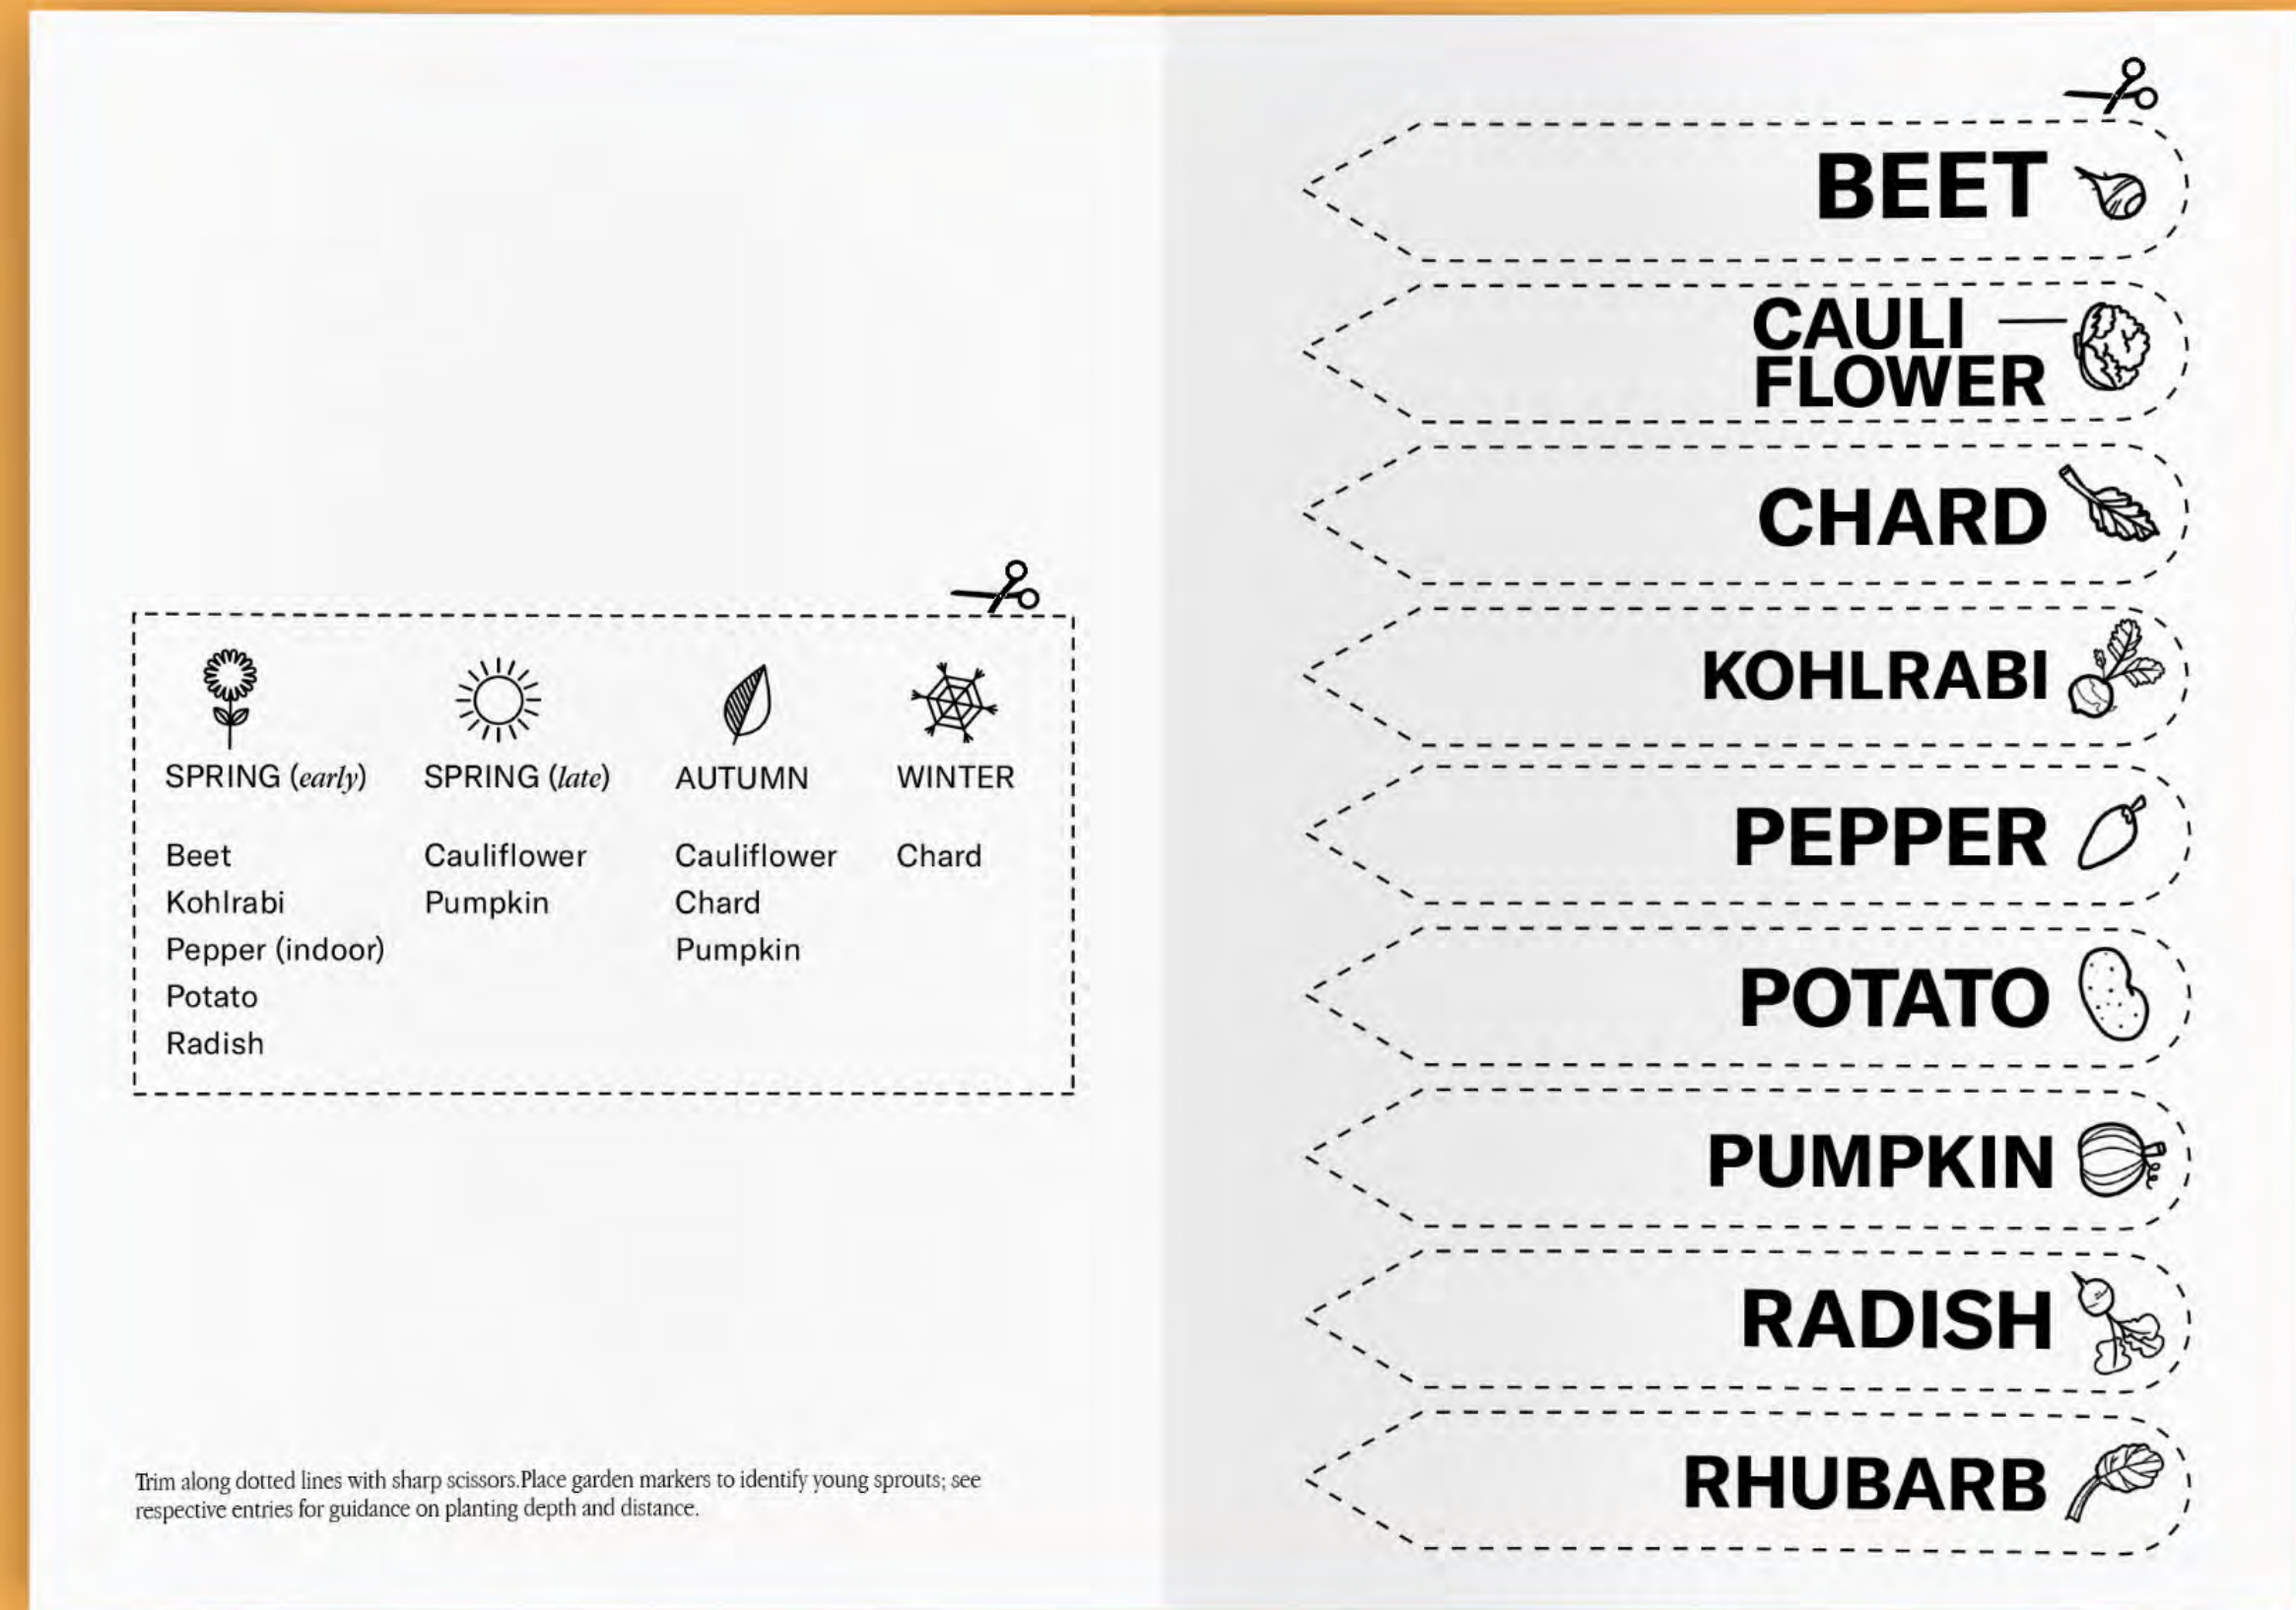 SPRING (early)
Beet
Kohlrabi
Pepper (indoor)
Potato
Radish
SPRING (late)
Cauliflower
Pumpkin
AUTUMN
Cauliflower
Chard
Pumpkin
WINTER
Chard
Trim along dotted lines with sharp scissors.Place garden markers to identify young sprouts; see
respective entries for guidance on planting depth and distance.
BEET
CAULI —
FLOWER
CHARD
KOHLRABI
PEPPER
POTATO
PUMPKIN
RADISH
RHUBARB